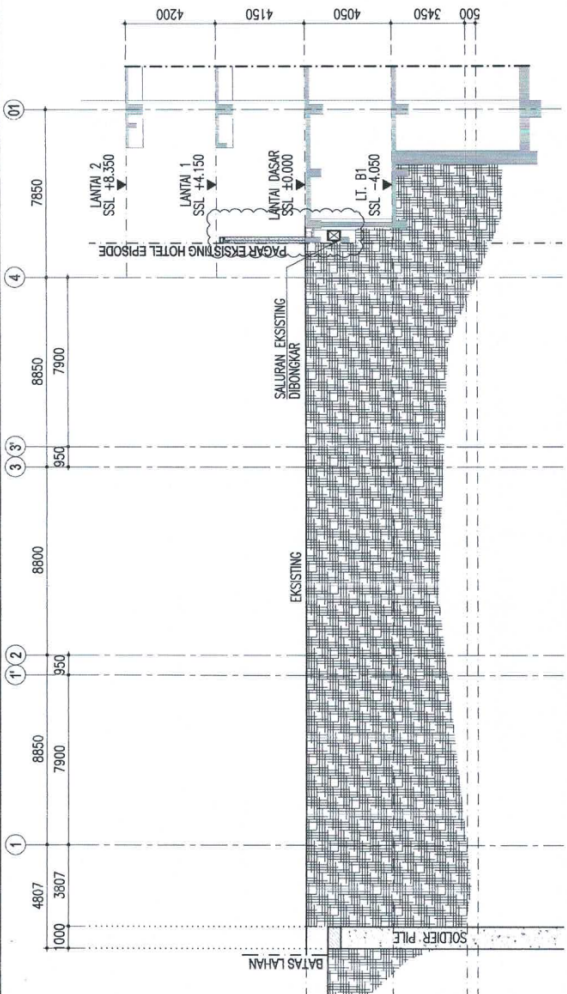 01
4
3'
3
2
1'
1
7850
8850
8800
8850
4807
7900
950
950
7900
3807
1000
4200
4150
4050
3450
500
LANTAI 2
SSL +8.350
LANTAI 1
SSL +4.150
LANTAI DASAR
SSL ±0.000
LT. B1
SSL -4.050
PAGAR EKSISTING HOTEL EPISODE
SALURAN EKSISTING
DIBONGKAR
EKSISTING
BATAS LAHAN
SOLDIER PILE